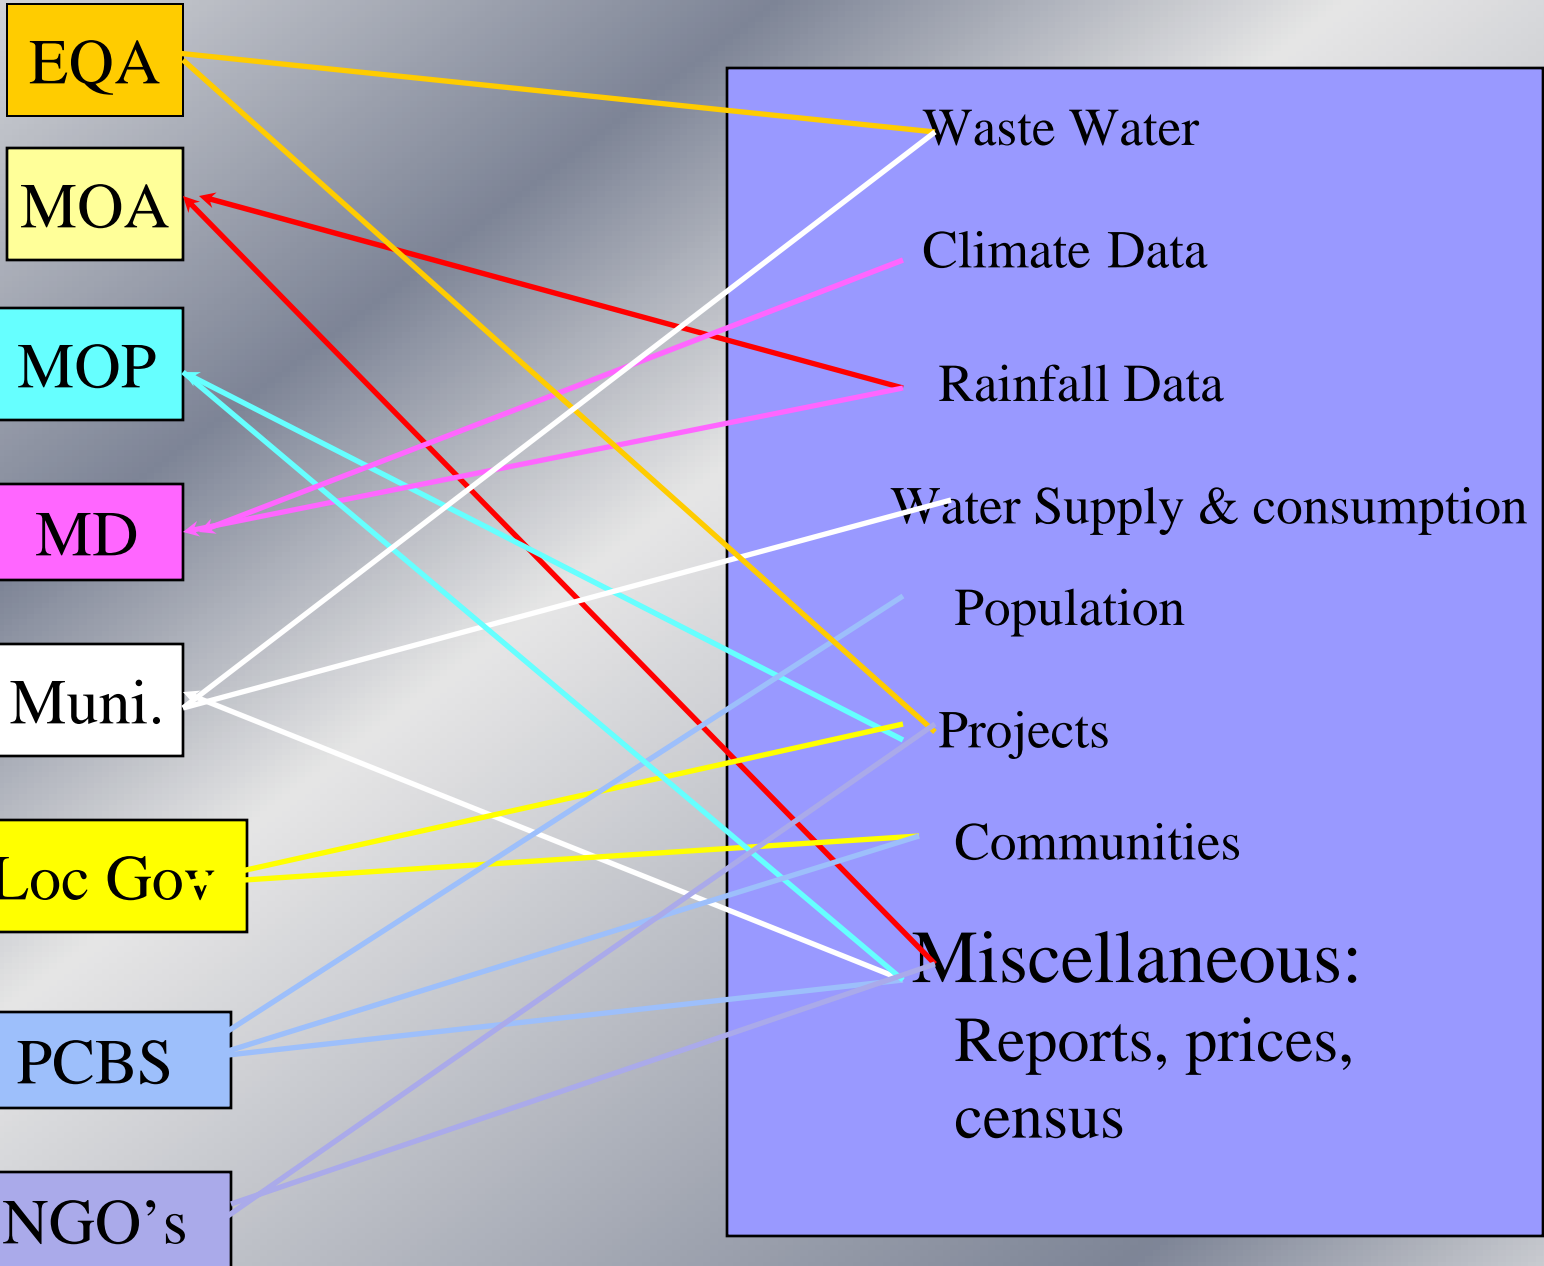 EQA
MOA
MOP
MD
Muni.
Loc Gov
PCBS
NGO’s
Waste Water
Climate Data
Rainfall Data
Water Supply & consumption
Population
Projects
Communities
Miscellaneous:
Reports, prices,
census